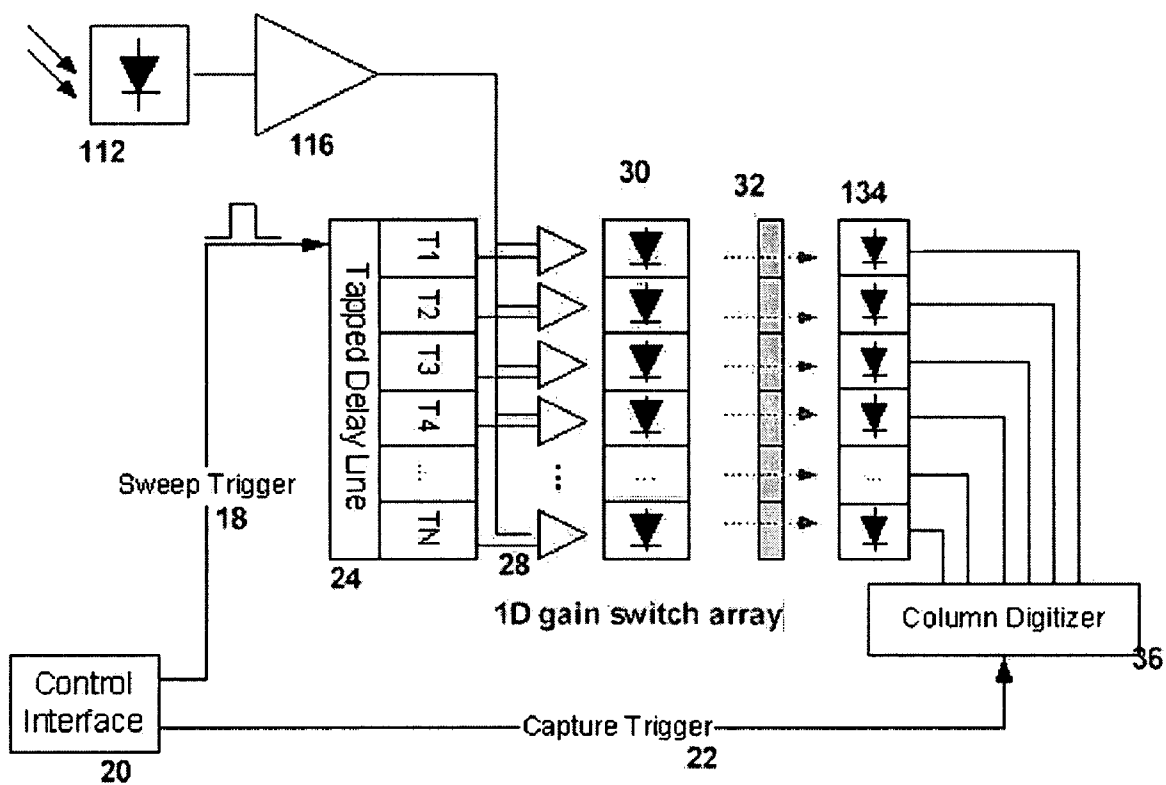 112
116
30
32
134
Tapped Delay Line
T1
T2
T3
T4
...
TN
...
...
...
Sweep Trigger
18
24
28
1D gain switch array
Column Digitizer
36
Control
Interface
20
Capture Trigger
22